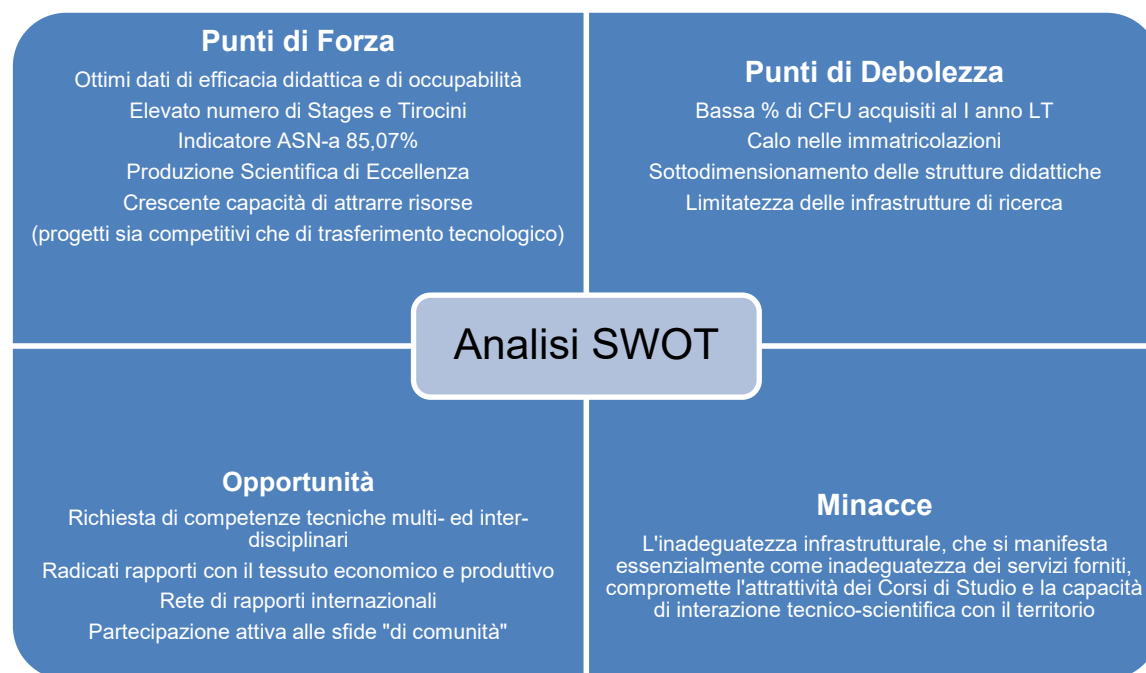 Punti di Forza
Ottimi dati di efficacia didattica e di occupabilità
Elevato numero di Stages e Tirocini
Indicatore ASN-a 85,07%
Produzione Scientifica di Eccellenza
Crescente capacità di attrarre risorse
(progetti sia competitivi che di trasferimento tecnologico)
Punti di Debolezza
Bassa % di CFU acquisiti al I anno LT
Calo nelle immatricolazioni
Sottodimensionamento delle strutture didattiche
Limitatezza delle infrastrutture di ricerca
Analisi SWOT
Opportunità
Richiesta di competenze tecniche multi- ed inter-
disciplinari
Radicati rapporti con il tessuto economico e produttivo
Rete di rapporti internazionali
Partecipazione attiva alle sfide "di comunità"
Minacce
L'inadeguatezza infrastrutturale, che si manifesta
essenzialmente come inadeguatezza dei servizi forniti,
compromette l'attrattività dei Corsi di Studio e la capacità
di interazione tecnico-scientifica con il territorio